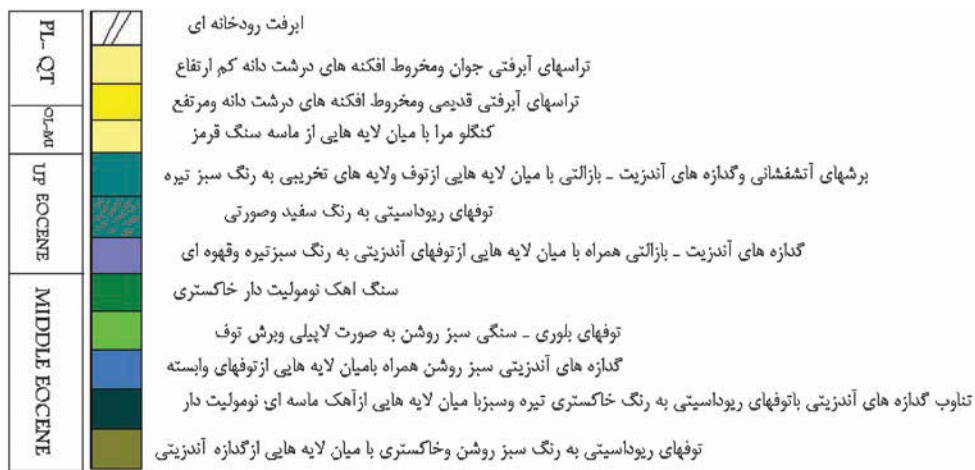 PL- QT
ابرفت رودخانه ای
تراسهای آبرفتی جوان ومخروط افکنه های درشت دانه کم ارتفاع
تراسهای آبرفتی قدیمی ومخروط افکنه های درشت دانه ومرتفع
OL-MI
کنگلو مرا با میان لایه هایی از ماسه سنگ قرمز
UP EOCENE
برشهای آتشفشانی وگدازه های آندزیت ـ بازالتی با میان لایه هایی ازتوف ولایه های تخریبی به رنگ سبز تیره
توفهای ریوداسیتی به رنگ سفید وصورتی
گدازه های آندزیت ـ بازالتی همراه با میان لایه هایی ازتوفهای آندزیتی به رنگ سبزتیره وقهوه ای
MIDDLE EOCENE
سنگ اهک نومولیت دار خاکستری
توفهای بلوری ـ سنگی سبز روشن به صورت لاپیلی وبرش توف
گدازه های آندزیتی سبز روشن همراه بامیان لایه هایی ازتوفهای وابسته
تناوب گدازه های آندزیتی باتوفهای ریوداسیتی به رنگ خاکستری تیره وسبزبا میان لایه هایی ازآهک ماسه ای نومولیت دار
توفهای ریوداسیتی به رنگ سبز روشن وخاکستری با میان لایه هایی ازگدازه آندزیتی